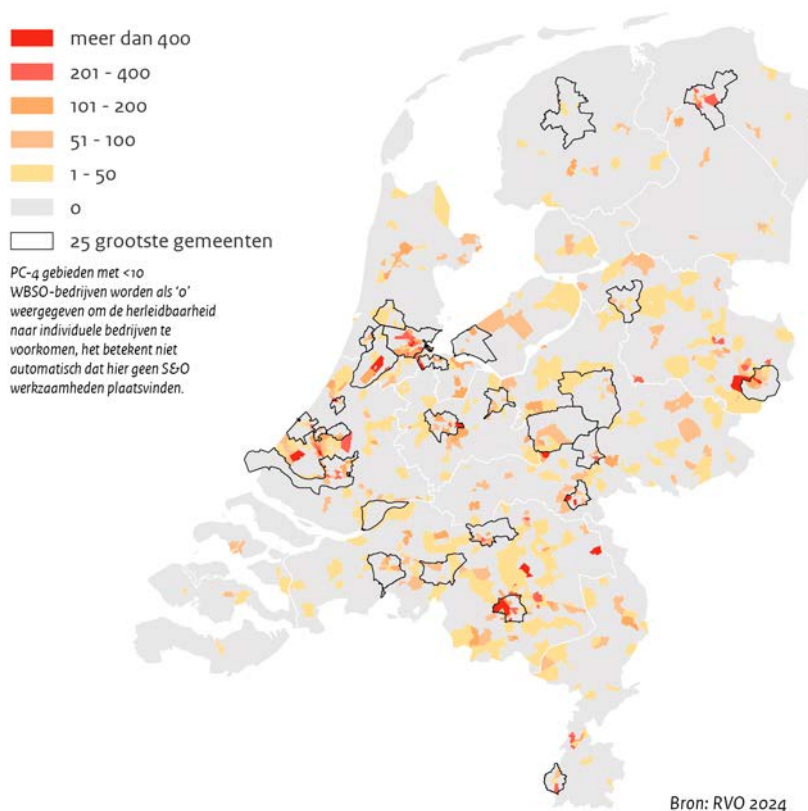 meer dan 400
201 - 400
101 - 200
51 - 100
1 - 50
0
25 grootste gemeenten
PC-4 gebieden met <10
WBSO-bedrijven worden als ‘0’
weergegeven om de herleidbaarheid
naar individuele bedrijven te
voorkomen, het betekent niet
automatisch dat hier geen S&O
werkzaamheden plaatsvinden.
Bron: RVO 2024